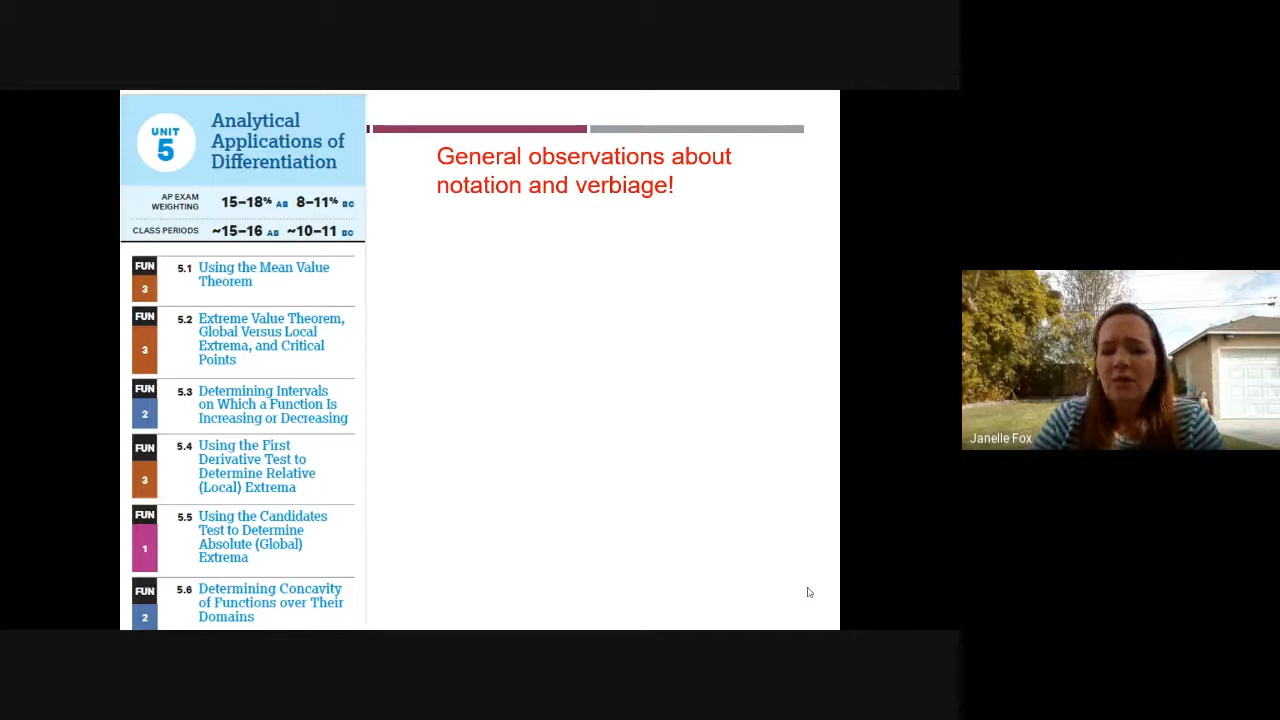 UNIT
5
Analytical
Applications of
Differentiation
AP EXAM
WEIGHTING
15–18% AB 8–11% BC
CLASS PERIODS
~15–16 AB ~10–11 BC
FUN
3
5.1 Using the Mean Value
Theorem
FUN
3
5.2 Extreme Value Theorem,
Global Versus Local
Extrema, and Critical
Points
FUN
2
5.3 Determining Intervals
on Which a Function Is
Increasing or Decreasing
FUN
3
5.4 Using the First
Derivative Test to
Determine Relative
(Local) Extrema
FUN
1
5.5 Using the Candidates
Test to Determine
Absolute (Global)
Extrema
FUN
2
5.6 Determining Concavity
of Functions over Their
Domains
General observations about
notation and verbiage!
Janelle Fox